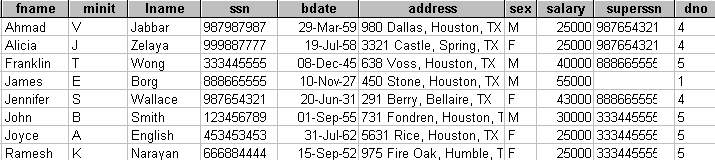 fname minit lname ssn bdate address sex salary superssn dno
Ahmad V Jabbar 987987987 29-Mar-59 980 Dallas, Houston, TX M 25000 987654321 4
Alicia J Zelaya 999887777 19-Jul-58 3321 Castle, Spring, TX F 25000 987654321 4
Franklin T Wong 333445555 08-Dec-45 638 Voss, Houston, TX M 40000 888665555 5
James E Borg 888665555 10-Nov-27 450 Stone, Houston, TX M 55000 1
Jennifer S Wallace 987654321 20-Jun-31 291 Berry, Bellaire, TX F 43000 888665555 4
John B Smith 123456789 01-Sep-55 731 Fondren, Houston, T M 30000 333445555 5
Joyce A English 453453453 31-Jul-62 5631 Rice, Houston, TX F 25000 333445555 5
Ramesh K Narayan 666884444 15-Sep-52 975 Fire Oak, Humble, T M 38000 333445555 5